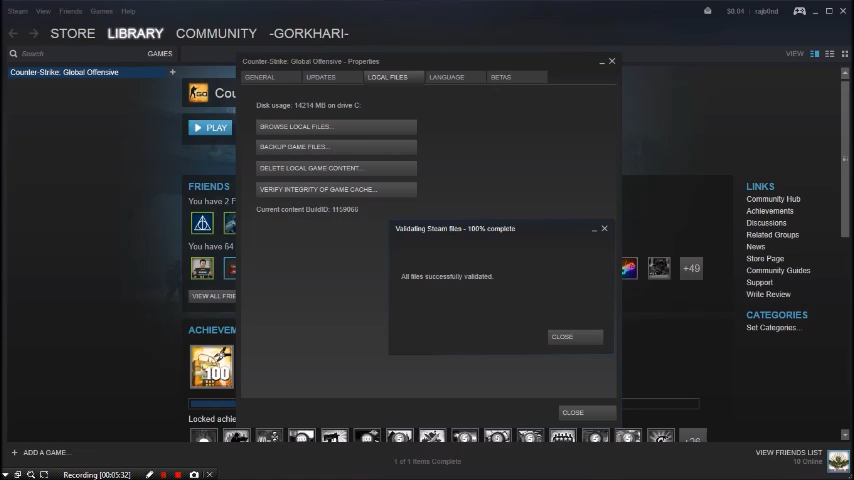 Steam View Friends Games Help
$0.04 rajb0nd
STORE LIBRARY COMMUNITY -GORKHARI-
Search GAMES
VIEW
Counter-Strike: Global Offensive
Counter-Strike: Global Offensive - Properties
GENERAL UPDATES LOCAL FILES LANGUAGE BETAS
Disk usage: 14214 MB on drive C:
BROWSE LOCAL FILES...
BACKUP GAME FILES...
DELETE LOCAL GAME CONTENT...
VERIFY INTEGRITY OF GAME CACHE...
Current content BuildID: 1159066
Validating Steam files - 100% complete
All files successfully validated.
CLOSE
CLOSE
GO
Cou
PLAY
FRIENDS
You have 2 F
You have 64
+49
VIEW ALL FRIE
ACHIEVEM
100
Locked achie
LINKS
Community Hub
Achievements
Discussions
Related Groups
News
Store Page
Community Guides
Support
Write Review
CATEGORIES
Set Categories...
ADD A GAME...
1 of 1 Items Complete
VIEW FRIENDS LIST
10 Online
Recording [00:05:32]